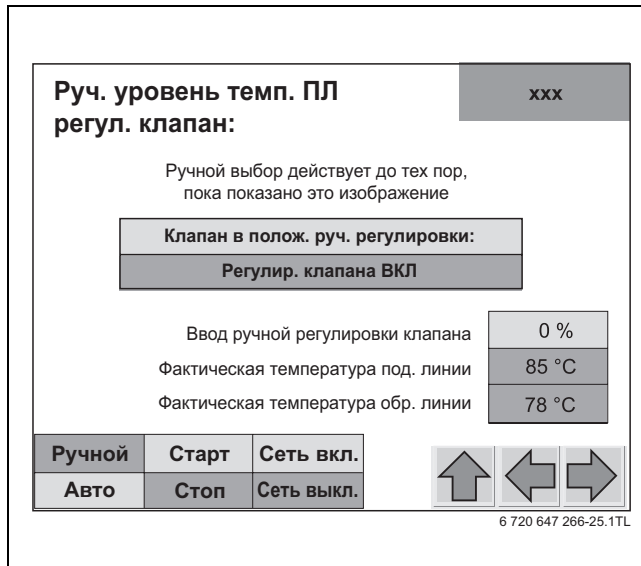 Руч. уровень темп. ПЛ
регул. клапан:
xxx
Ручной выбор действует до тех пор,
пока показано это изображение
Клапан в полож. руч. регулировки:
Регулир. клапана ВКЛ
Ввод ручной регулировки клапана 0 %
Фактическая температура под. линии 85 °C
Фактическая температура обр. линии 78 °C
Ручной Старт Сеть вкл.
Авто Стоп Сеть выкл.
6 720 647 266-25.1TL